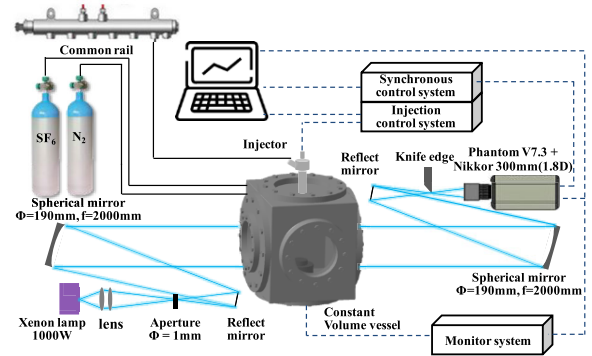 Common rail
SF6
N2
Synchronous
control system
Injection
control system
Injector
Reflect
mirror
Knife edge
Phantom V7.3 +
Nikkor 300mm(1.8D)
Spherical mirror
Φ=190mm, f=2000mm
Spherical mirror
Φ=190mm, f=2000mm
Xenon lamp
1000W
lens
Aperture
Φ = 1mm
Reflect
mirror
Constant
Volume vessel
Monitor system